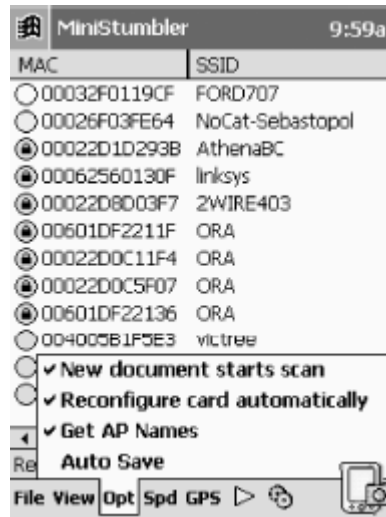 MiniStumbler 9:59a
MAC SSID
00032F0119CF FORD707
00026F03FE64 NoCat-Sebastopol
00022D1D293B AthenaBC
00062560130F linksys
00022D8D03F7 2WIRE403
00601DF2211F ORA
00022D0C11F4 ORA
00022D0C5F07 ORA
00601DF22136 ORA
004005B1F5E3 victree
✓ New document starts scan
✓ Reconfigure card automatically
✓ Get AP Names
Auto Save
Re
File View Opt Spd GPS